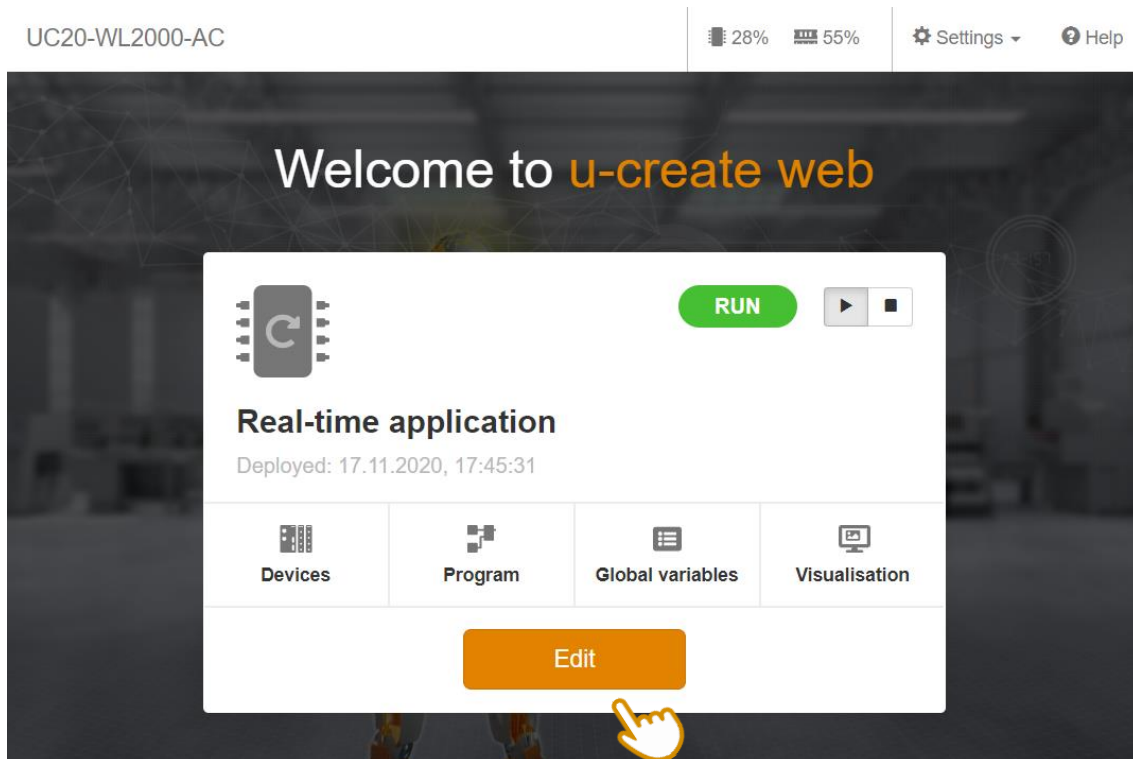 UC20-WL2000-AC 28% 55% Settings Help
Welcome to u-create web
RUN
Real-time application
Deployed: 17.11.2020, 17:45:31
Devices Program Global variables Visualisation
Edit